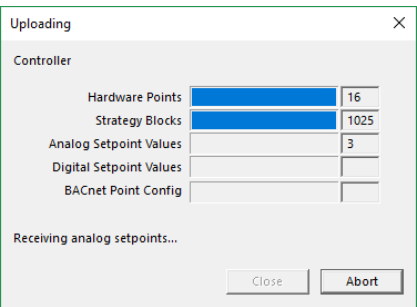 Uploading
Controller
Hardware Points 16
Strategy Blocks 1025
Analog Setpoint Values 3
Digital Setpoint Values
BACnet Point Config
Receiving analog setpoints...
Close Abort